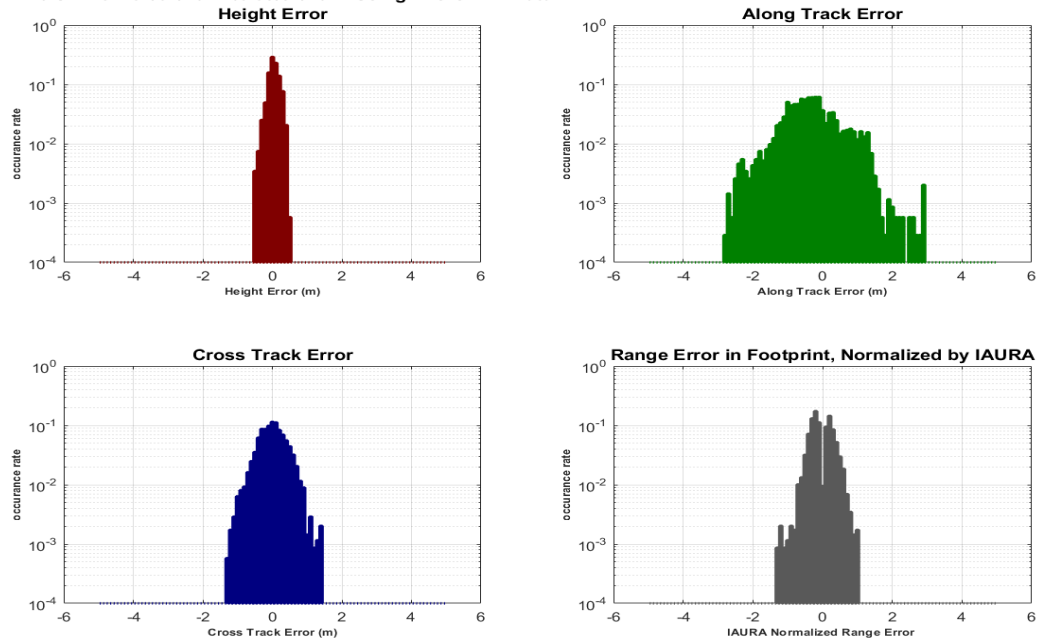 Height Error
10^0
10^-1
10^-2
10^-3
10^-4
occurance rate
-6 -4 -2 0 2 4 6
Height Error (m)
Along Track Error
10^0
10^-1
10^-2
10^-3
10^-4
occurance rate
-6 -4 -2 0 2 4 6
Along Track Error (m)
Cross Track Error
10^0
10^-1
10^-2
10^-3
10^-4
occurance rate
-6 -4 -2 0 2 4 6
Cross Track Error (m)
Range Error in Footprint, Normalized by IAURA
10^0
10^-1
10^-2
10^-3
10^-4
occurance rate
-6 -4 -2 0 2 4 6
IAURA Normalized Range Error